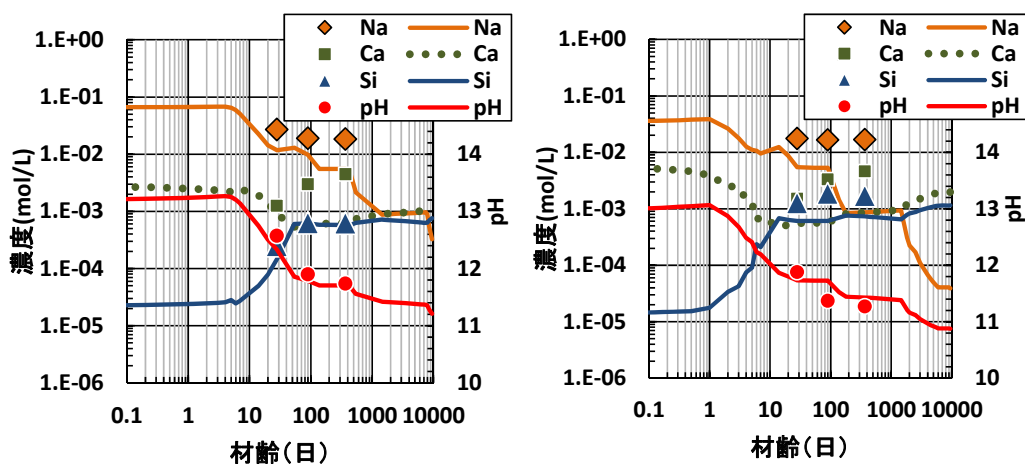 Na Na
Ca Ca
Si Si
pH pH
1.E+00
1.E-01
1.E-02
1.E-03
1.E-04
1.E-05
1.E-06
濃度(mol/L)
14
13
12
11
10
pH
0.1 1 10 100 1000 10000
材齢(日)
Na Na
Ca Ca
Si Si
pH pH
1.E+00
1.E-01
1.E-02
1.E-03
1.E-04
1.E-05
1.E-06
濃度(mol/L)
14
13
12
11
10
pH
0.1 1 10 100 1000 10000
材齢(日)